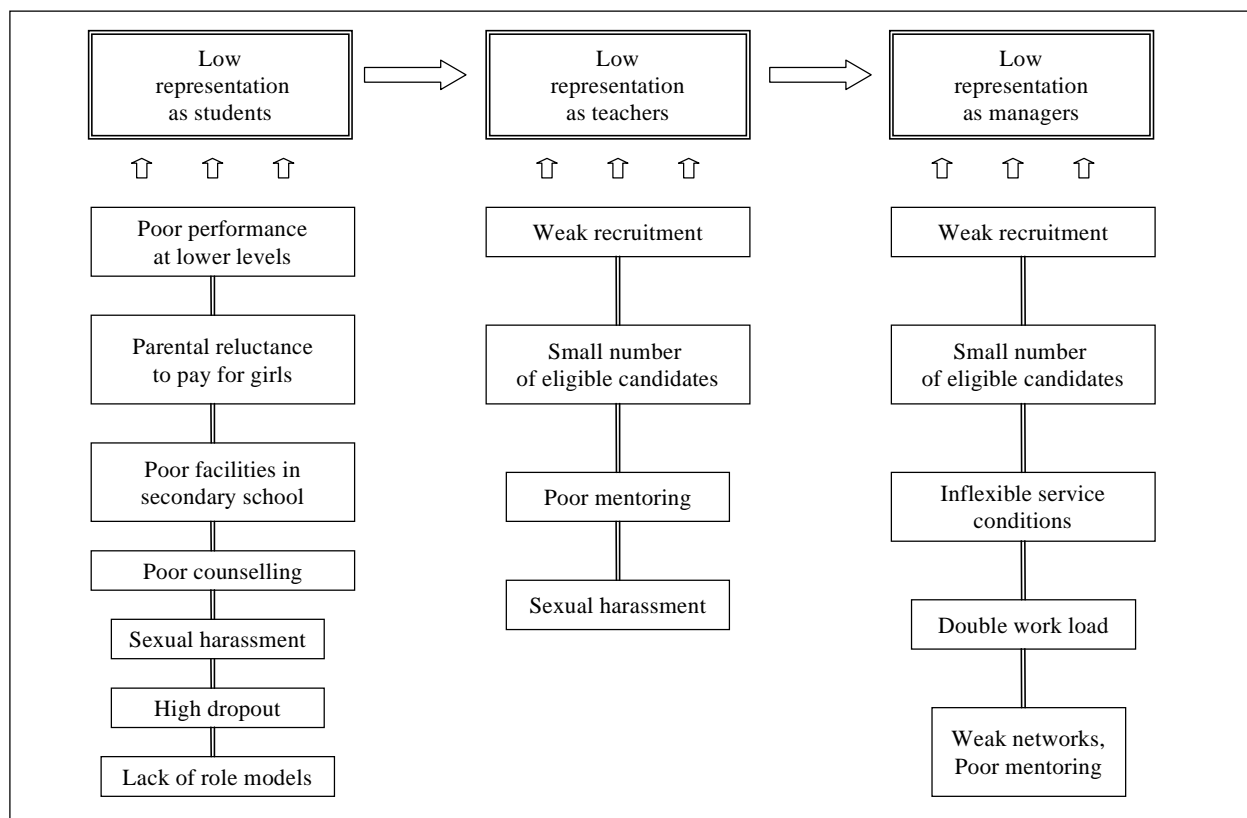 Low
representation
as students
Low
representation
as teachers
Low
representation
as managers
Poor performance
at lower levels
Parental reluctance
to pay for girls
Poor facilities in
secondary school
Poor counselling
Sexual harassment
High dropout
Lack of role models
Weak recruitment
Small number
of eligible candidates
Poor mentoring
Sexual harassment
Weak recruitment
Small number
of eligible candidates
Inflexible service
conditions
Double work load
Weak networks,
Poor mentoring